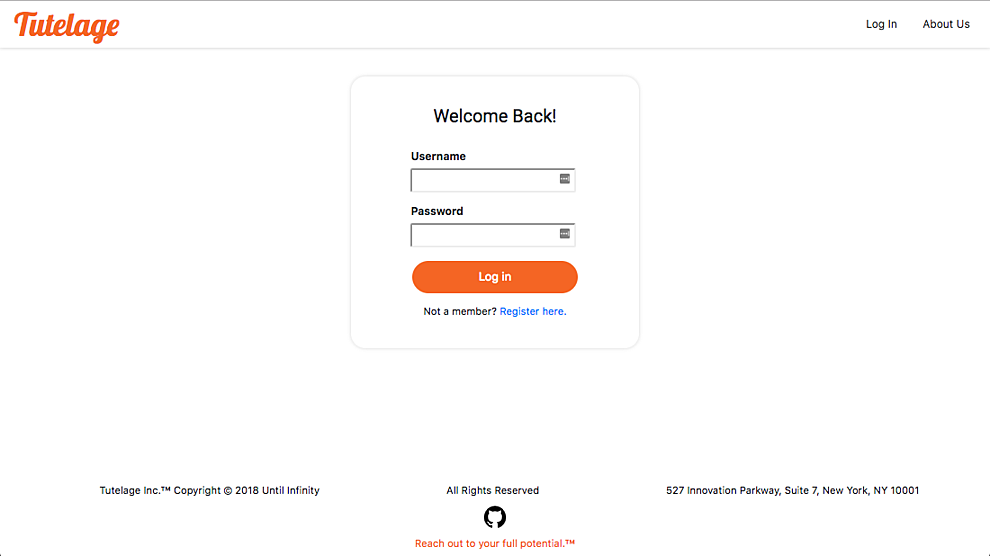 Tutelage
Log In
About Us
Welcome Back!
Username
Password
Log in
Not a member? Register here.
Tutelage Inc.™ Copyright © 2018 Until Infinity
All Rights Reserved
527 Innovation Parkway, Suite 7, New York, NY 10001
Reach out to your full potential.™